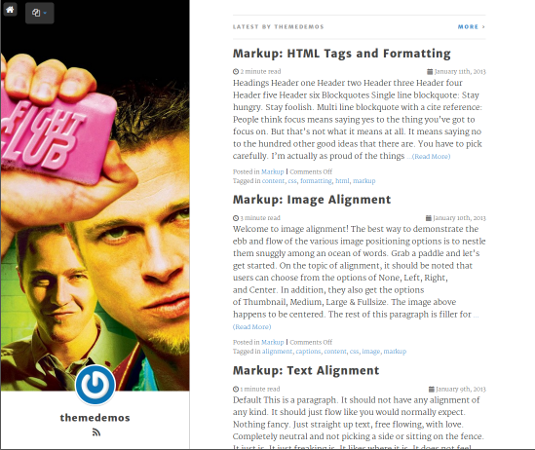 FIGHT
CLUB
themedemos
LATEST BY THEMEDEMOS
MORE
Markup: HTML Tags and Formatting
2 minute read
January 11th, 2013
Headings Header one Header two Header three Header four
Header five Header six Blockquotes Single line blockquote: Stay
hungry. Stay foolish. Multi line blockquote with a cite reference:
People think focus means saying yes to the thing you've got to
focus on. But that's not what it means at all. It means saying no
to the hundred other good ideas that there are. You have to pick
carefully. I'm actually as proud of the things ... (Read More)
Posted in Markup | Comments Off
Tagged in content, css, formatting, html, markup
Markup: Image Alignment
3 minute read
January 10th, 2013
Welcome to image alignment! The best way to demonstrate the
ebb and flow of the various image positioning options is to nestle
them snuggly among an ocean of words. Grab a paddle and let's
get started. On the topic of alignment, it should be noted that
users can choose from the options of None, Left, Right,
and Center. In addition, they also get the options
of Thumbnail, Medium, Large & Fullsize. The image above
happens to be centered. The rest of this paragraph is filler for ...
(Read More)
Posted in Markup | Comments Off
Tagged in alignment, captions, content, css, image, markup
Markup: Text Alignment
1 minute read
January 9th, 2013
Default This is a paragraph. It should not have any alignment of
any kind. It should just flow like you would normally expect.
Nothing fancy. Just straight up text, free flowing, with love.
Completely neutral and not picking a side or sitting on the fence.
It just is. It just freaking is. It likes where it is. It does not feel